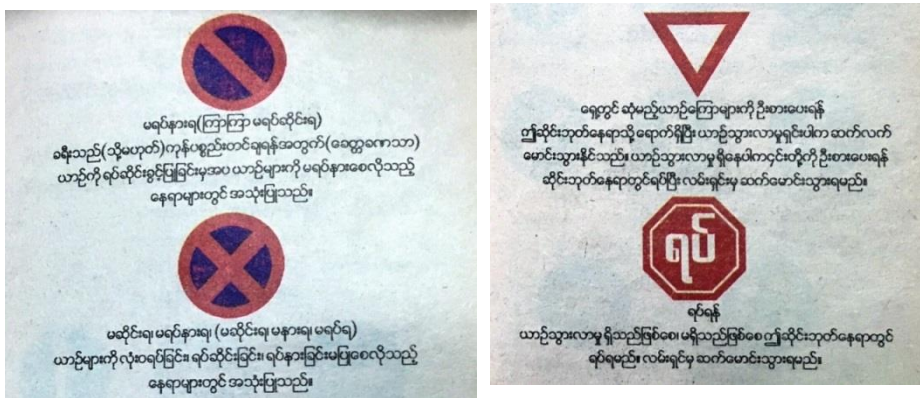 မရပ်နားရ(ကြာကြာ မရပ်ဆိုင်းရ)
ခရီးသည်(သို့မဟုတ်)ကုန်ပစ္စည်းတင်ချရန်အတွက်(ခေတ္တခဏသာ)
ယာဉ်ကို ရပ်ဆိုင်းခွင့်ပြုခြင်းမှအပ ယာဉ်များကို မရပ်နားစေလိုသည့်
နေရာများတွင် အသုံးပြုသည်။
မဆိုင်းရ၊ မရပ်နားရ၊ (မဆိုင်းရ၊ မနားရ၊ မရပ်ရ)
ယာဉ်များကို လုံးဝရပ်ခြင်း၊ ရပ်ဆိုင်းခြင်း၊ ရပ်နားခြင်းမပြုစေလိုသည့်
နေရာများတွင် အသုံးပြုသည်။
ရှေ့တွင် ဆုံမည့်ယာဉ်ကြောများကို ဦးစားပေးရန်
ဤဆိုင်းဘုတ်နေရာသို့ ရောက်ရှိပြီး ယာဉ်သွားလာမှုရှင်းပါက ဆက်လက်
မောင်းသွားနိုင်သည်။ ယာဉ်သွားလာမှု ရှိနေပါက၎င်းတို့ကို ဦးစားပေးရန်
ဆိုင်းဘုတ်နေရာတွင်ရပ်ပြီး လမ်းရှင်းမှ ဆက်မောင်းသွားရမည်။
ရပ်
ရပ်ရန်
ယာဉ်သွားလာမှု ရှိသည်ဖြစ်စေ၊ မရှိသည်ဖြစ်စေ ဤဆိုင်းဘုတ်နေရာတွင်
ရပ်ရမည်။ လမ်းရှင်မှ ဆက်မောင်းသွားရမည်။